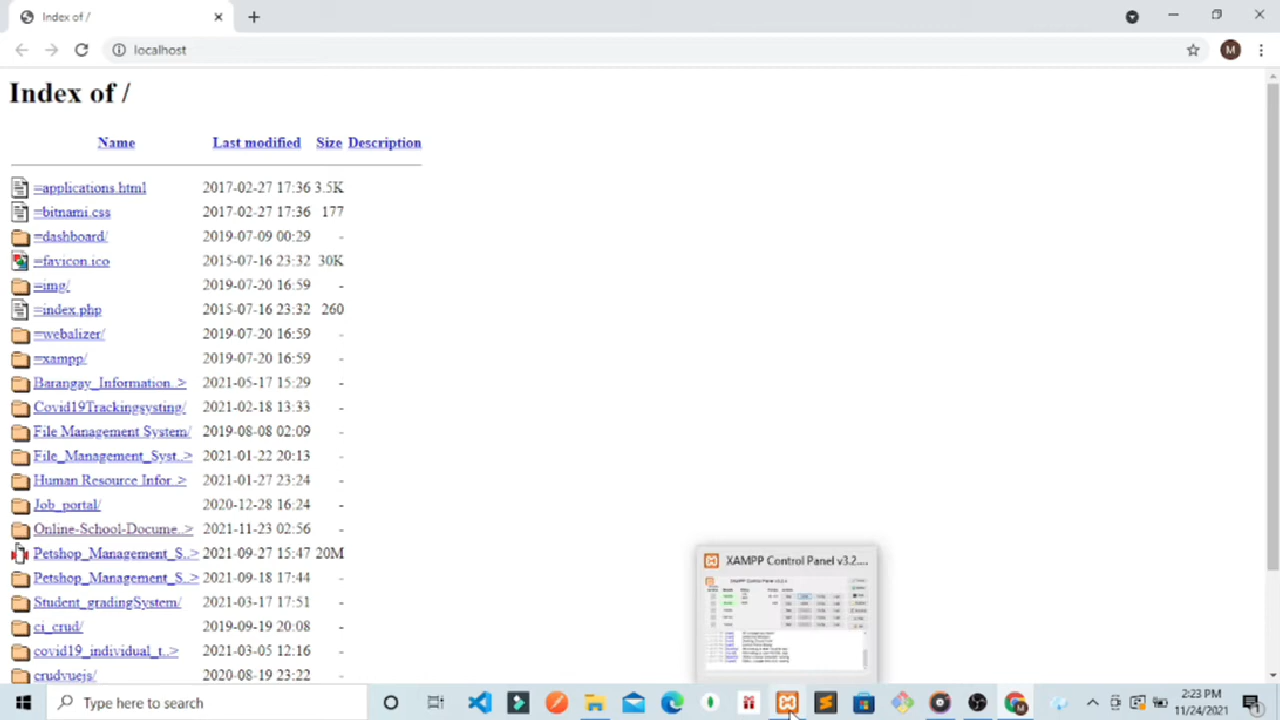 Index of /
localhost
M
Index of /
Name Last modified Size Description
=applications.html 2017-02-27 17:36 3.5K
=bitnami.css 2017-02-27 17:36 177
=dashboard/ 2019-07-09 00:29 -
=favicon.ico 2015-07-16 23:32 30K
=img/ 2019-07-20 16:59 -
=index.php 2015-07-16 23:32 260
=webalizer/ 2019-07-20 16:59 -
=xampp/ 2019-07-20 16:59 -
Barangay_Information..> 2021-05-17 15:29 -
Covid19Trackingsysting/ 2021-02-18 13:33 -
File Management System/ 2019-08-08 02:09 -
File_Management_Syst..> 2021-01-22 20:13 -
Human Resource Infor..> 2021-01-27 23:24 -
Job_portal/ 2020-12-28 16:24 -
Online-School-Docume..> 2021-11-23 02:56 -
Petshop_Management_S..> 2021-09-27 15:47 20M
Petshop_Management_S..> 2021-09-18 17:44 -
Student_gradingSystem/ 2021-03-17 17:51 -
ci_crud/ 2019-09-19 20:08 -
covid19_individual_t..> 2021-03-05 12:16 -
crudvuejs/ 2020-08-19 23:22 -
XAMPP Control Panel v3.2....
Type here to search
2:23 PM
11/24/2021